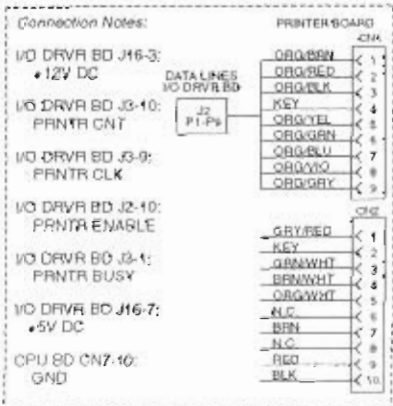 Connection Notes:
I/O DRVR BD J16-3:
+12V DC
I/O DRVR BD J3-10:
PRNTR CNT
I/O DRVR BD J3-9:
PRNTR CLK
I/O DRVR BD J2-10:
PRNTR ENABLE
I/O DRVR BD J3-1:
PRNTR BUSY
I/O DRVR BD J16-7:
+5V DC
CPU BD CN7-10:
GND
DATA LINES
I/O DRVR BD
J2
P1-P9
PRINTER BOARD
ORG/BRN 1
ORG/RED 2
ORG/BLK 3
KEY 4
ORG/YEL 5
ORG/GRN 6
ORG/BLU 7
ORG/VIO 8
ORG/GRY 9
CN2
GRY/RED 1
KEY 2
GRN/WHT 3
BRN/WHT 4
ORG/WHT 5
N.C. 6
BRN 7
N.C. 8
RED 9
BLK 10